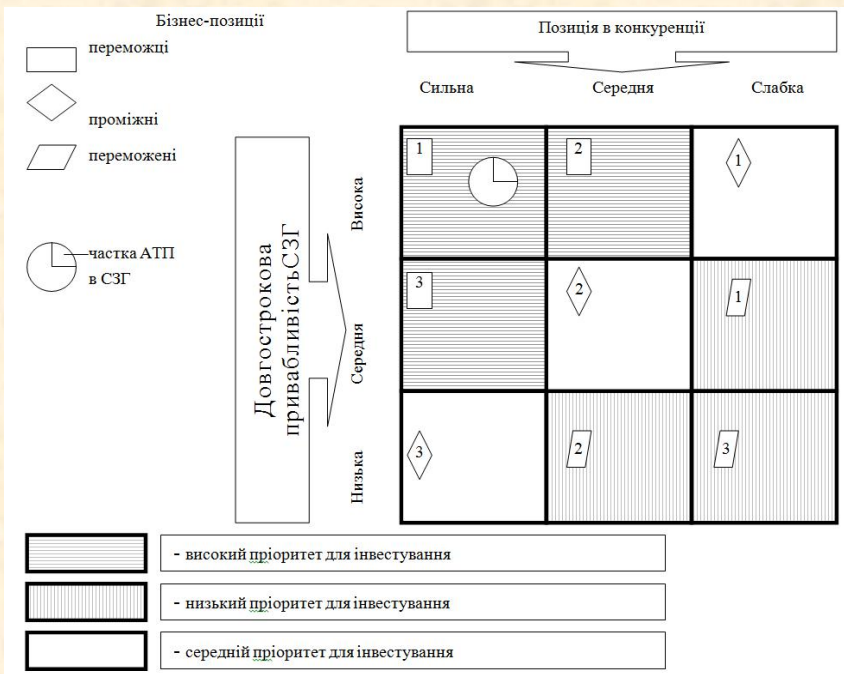 Бізнес-позиції
переможці
проміжні
переможені
частка АТП
в СЗГ
Позиція в конкуренції
Сильна
Середня
Слабка
Довгострокова
привабливістьСЗГ
Висока
Середня
Низька
1
2
1
3
2
1
3
2
3
- високий пріоритет для інвестування
- низький пріоритет для інвестування
- середній пріоритет для інвестування